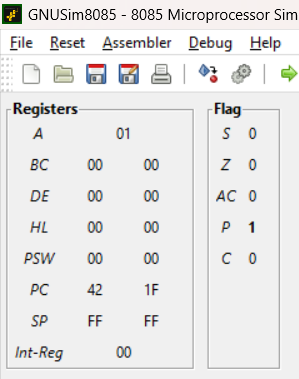 GNUSim8085 - 8085 Microprocessor Sim
File Reset Assembler Debug Help
Registers
A 01
BC 00 00
DE 00 00
HL 00 00
PSW 00 00
PC 42 1F
SP FF FF
Int-Reg 00
Flag
S 0
Z 0
AC 0
P 1
C 0